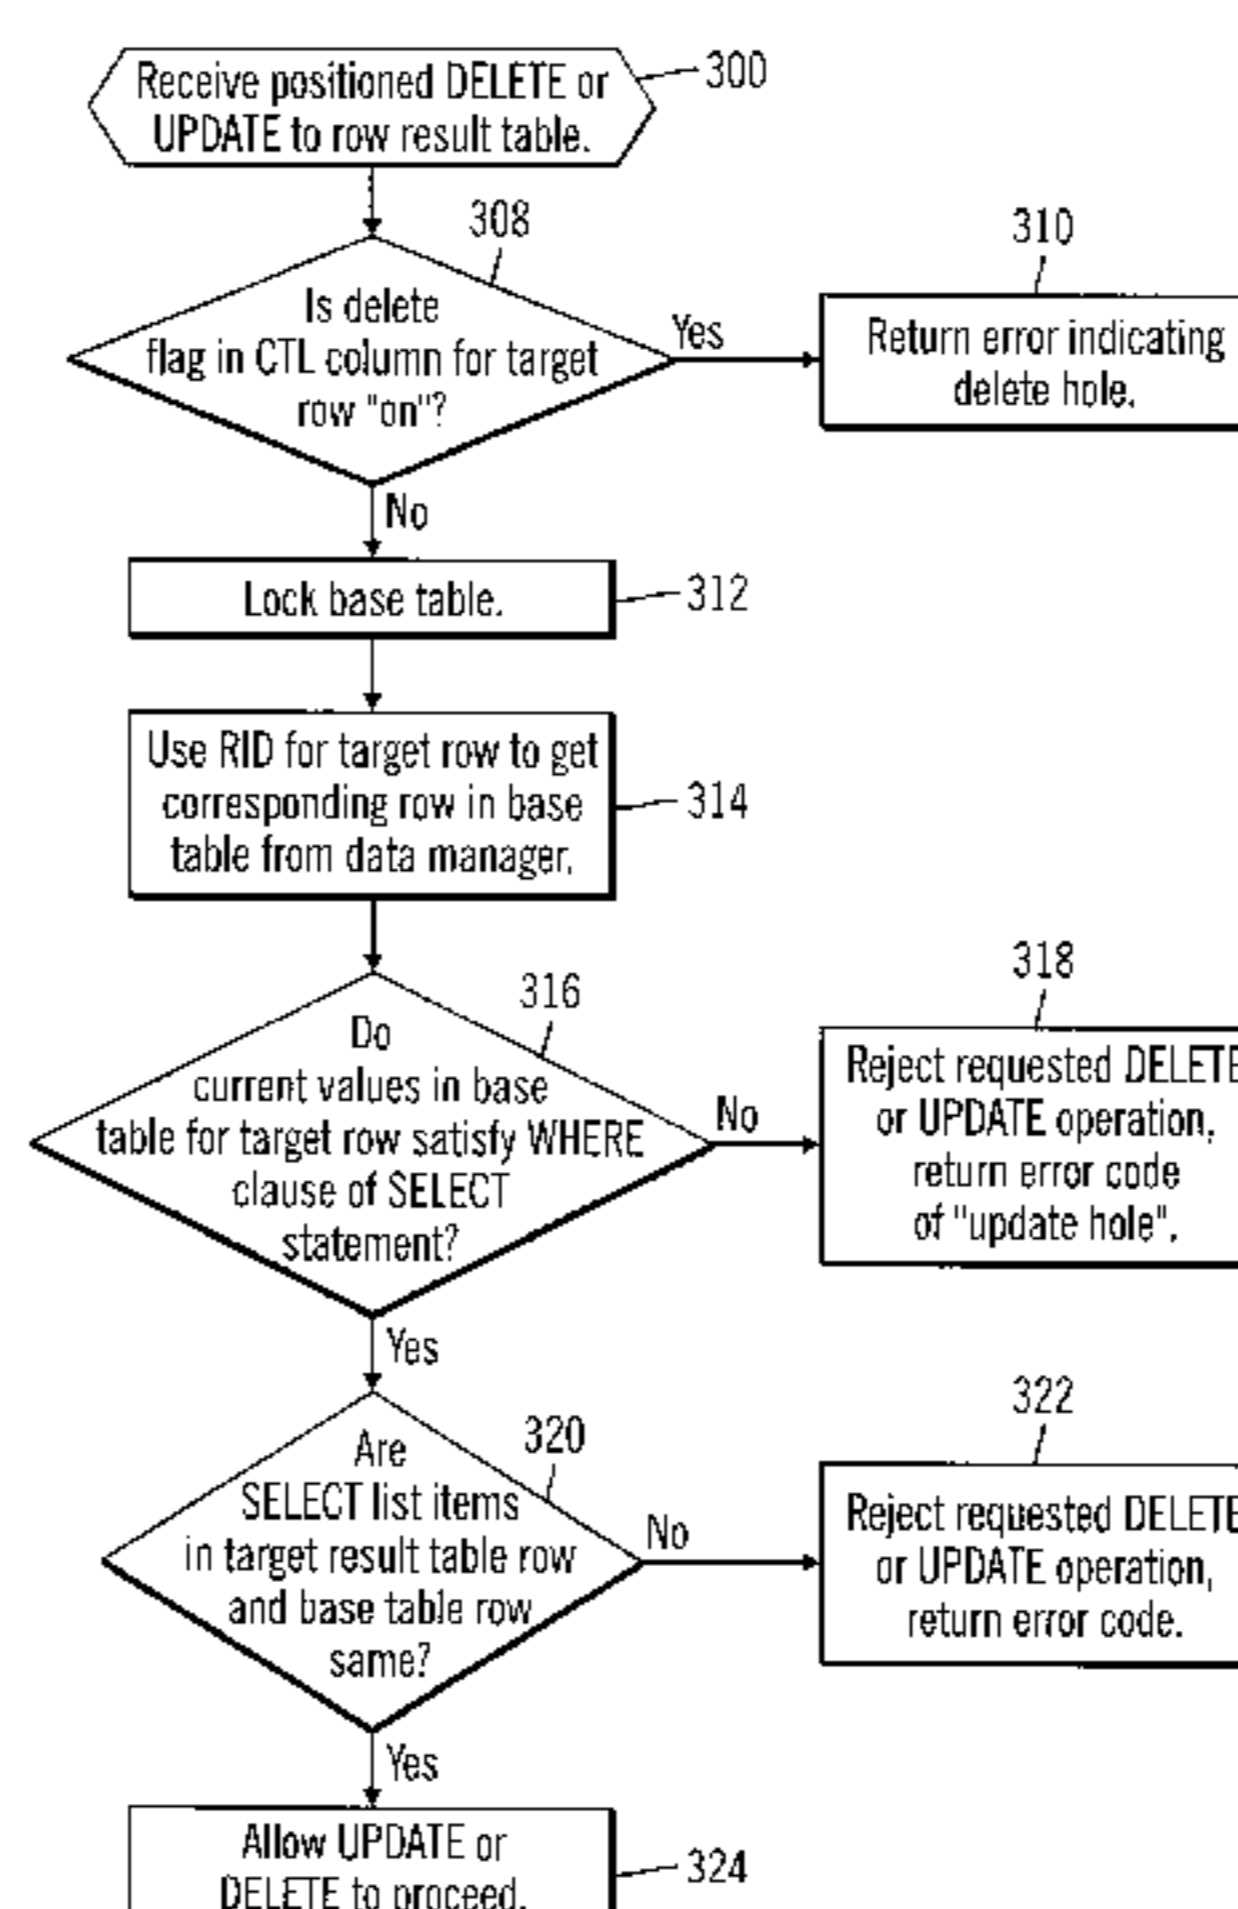 Receive positioned DELETE or
UPDATE to row result table.
300
308
Is delete
flag in CTL column for target
row "on"?
Yes
310
Return error indicating
delete hole.
No
Lock base table.
312
Use RID for target row to get
corresponding row in base
table from data manager.
314
316
Do
current values in base
table for target row satisfy WHERE
clause of SELECT
statement?
No
318
Reject requested DELETE
or UPDATE operation,
return error code
of "update hole".
Yes
320
Are
SELECT list items
in target result table row
and base table row
same?
No
322
Reject requested DELETE
or UPDATE operation,
return error code.
Yes
Allow UPDATE or
DELETE to proceed.
324